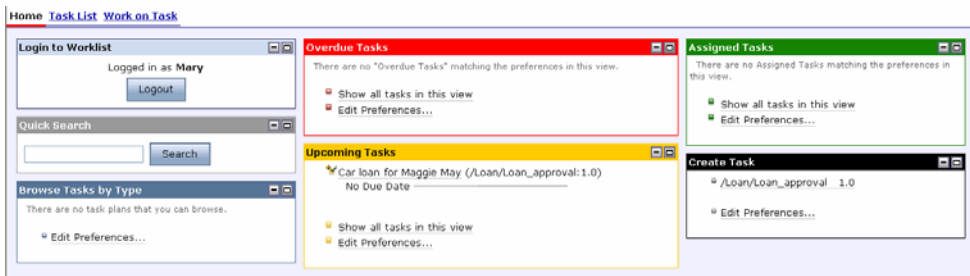 Home Task List Work on Task
Login to Worklist
Logged in as Mary
Logout
Quick Search
Search
Browse Tasks by Type
There are no task plans that you can browse.
Edit Preferences...
Overdue Tasks
There are no "Overdue Tasks" matching the preferences in this view.
Show all tasks in this view
Edit Preferences...
Upcoming Tasks
Car loan for Maggie May (/Loan/Loan_approval:1.0)
No Due Date
Show all tasks in this view
Edit Preferences...
Assigned Tasks
There are no Assigned Tasks matching the preferences in
this view.
Show all tasks in this view
Edit Preferences...
Create Task
/Loan/Loan_approval 1.0
Edit Preferences...